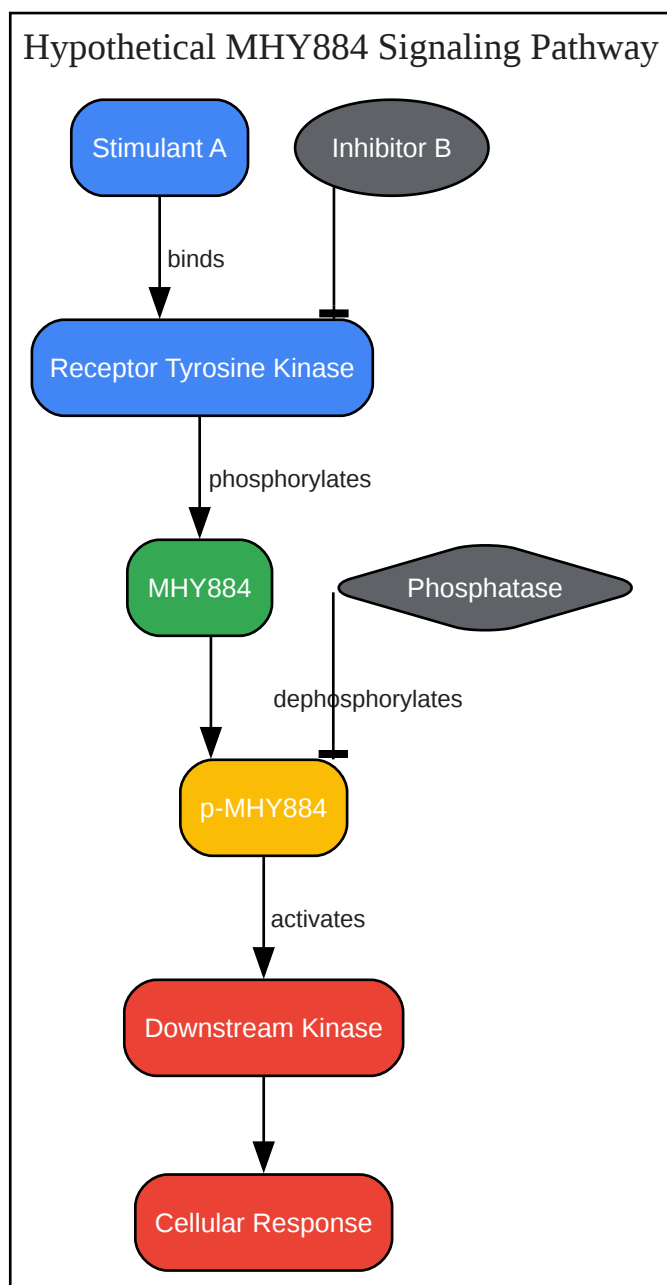 Hypothetical MHY884 Signaling Pathway
Stimulant A
Inhibitor B
binds
Receptor Tyrosine Kinase
phosphorylates
MHY884
Phosphatase
dephosphorylates
p-MHY884
activates
Downstream Kinase
Cellular Response